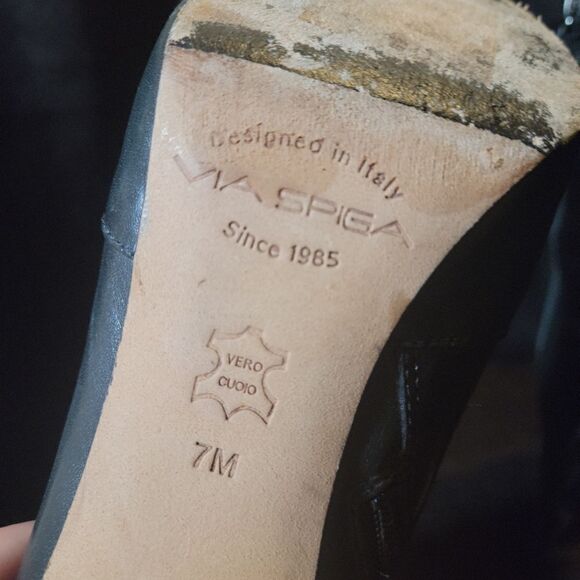 Designed in Italy
VIA SPIGA
Since 1985
VERO
CUOIO
7M